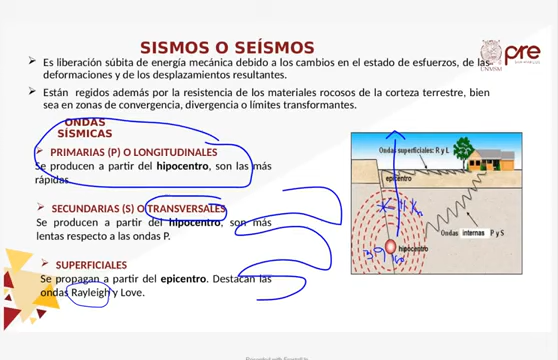 SISMOS O SEÍSMOS
pre
UNMSM
Es liberación súbita de energía mecánica debido a los cambios en el estado de esfuerzos, de las
deformaciones y de los desplazamientos resultantes.
Están regidos además por la resistencia de los materiales rocosos de la corteza terrestre, bien
sea en zonas de convergencia, divergencia o límites transformantes.
ONDAS
SÍSMICAS
PRIMARIAS (P) O LONGITUDINALES
Se producen a partir del hipocentro, son las más
rápidas
SECUNDARIAS (S) O TRANSVERSALES
Se producen a partir del hipocentro, son más
lentas respecto a las ondas P.
SUPERFICIALES
Se propagan a partir del epicentro. Destacan las
ondas Rayleigh y Love.
Ondas superficiales: R y L
epicentro
Ondas internas P y S
hipocentro